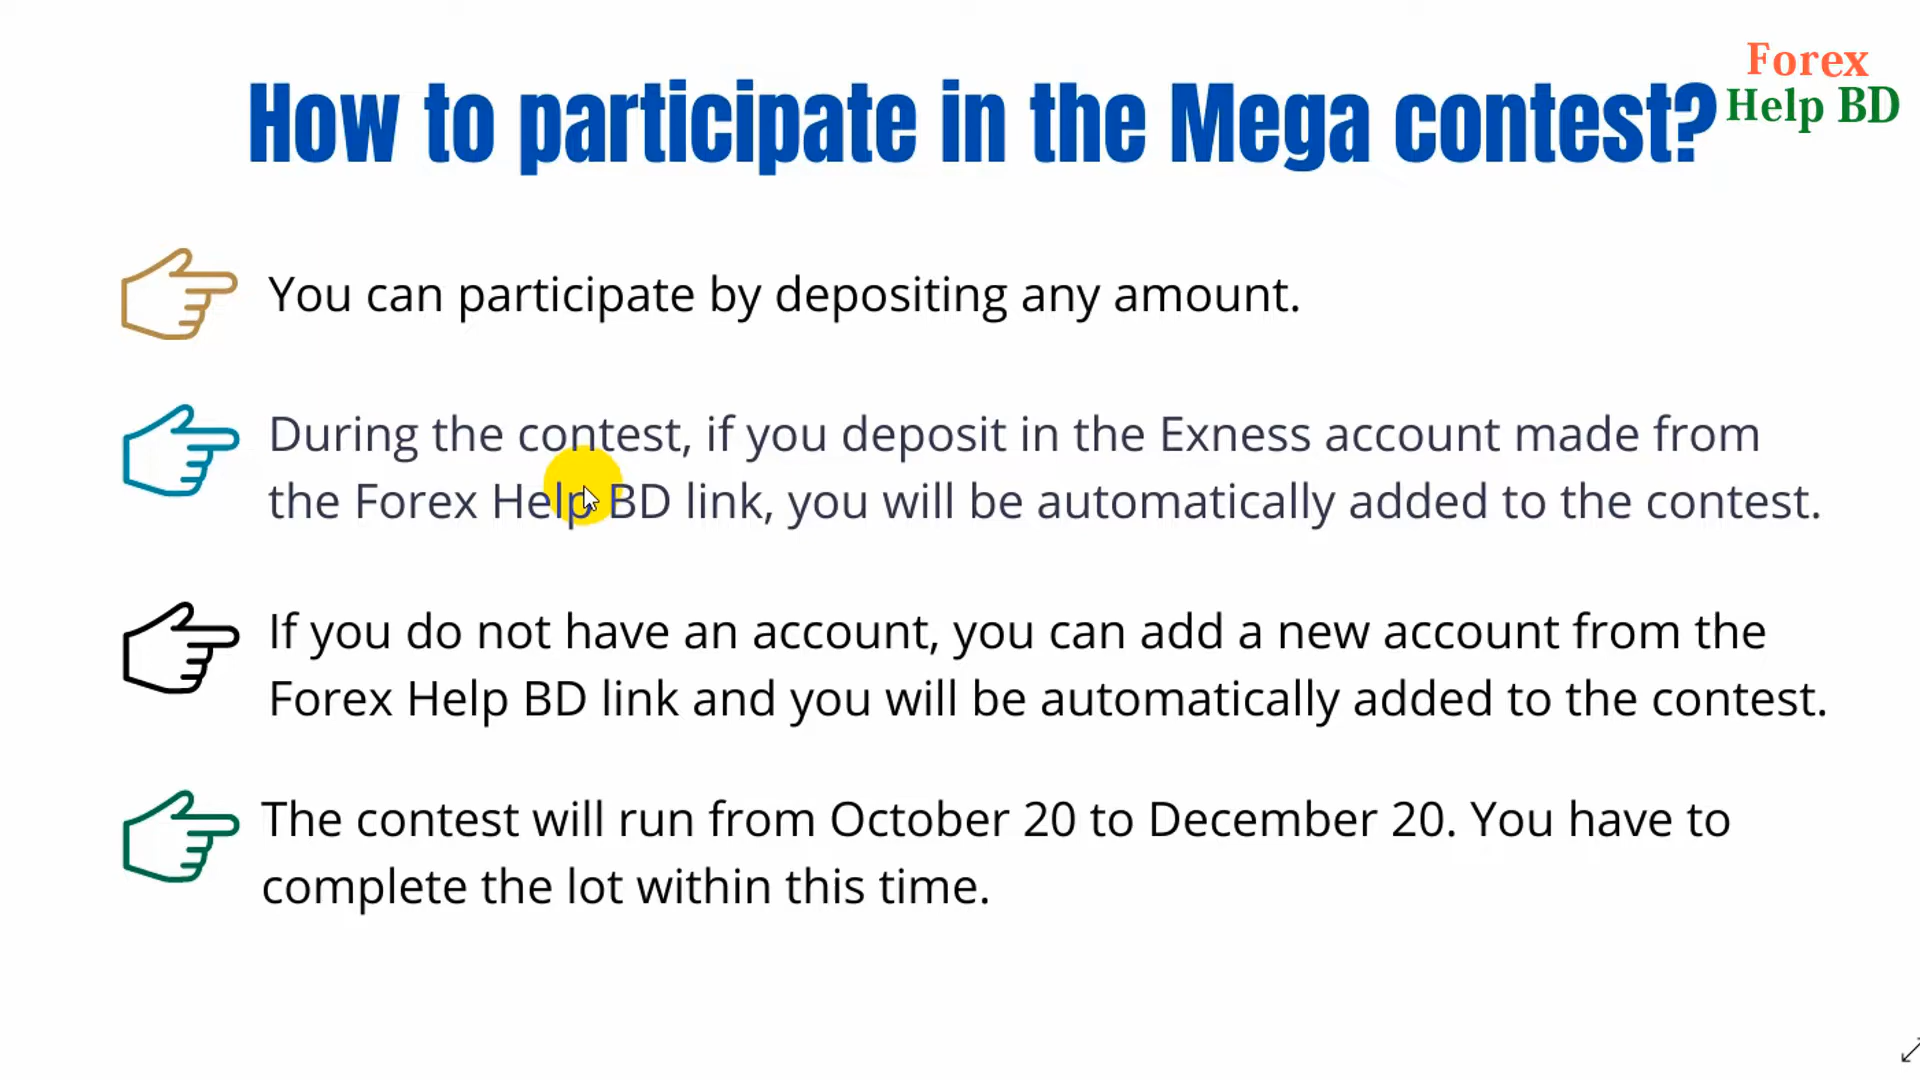 Forex
Help BD
How to participate in the Mega contest?
You can participate by depositing any amount.
During the contest, if you deposit in the Exness account made from
the Forex Help BD link, you will be automatically added to the contest.
If you do not have an account, you can add a new account from the
Forex Help BD link and you will be automatically added to the contest.
The contest will run from October 20 to December 20. You have to
complete the lot within this time.